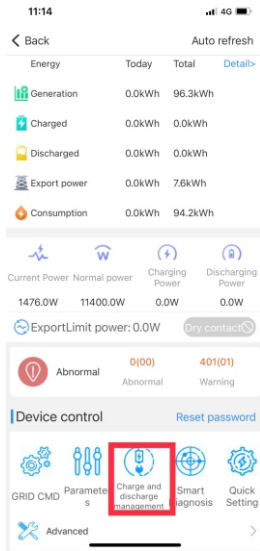 11:14
4G
Back Auto refresh
Energy Today Total Detail>
Generation 0.0kWh 96.3kWh
Charged 0.0kWh 0.0kWh
Discharged 0.0kWh 0.0kWh
Export power 0.0kWh 7.6kWh
Consumption 0.0kWh 94.2kWh
Current Power Normal power Charging Power Discharging Power
1476.0W 11400.0W 0.0W 0.0W
ExportLimit power: 0.0W Dry contact
Abnormal
0(00) 401(01)
Abnormal Warning
Device control Reset password
GRID CMD
Parameter
s
Charge and
discharge
management
Smart
Diagnosis
Quick
Setting
Advanced